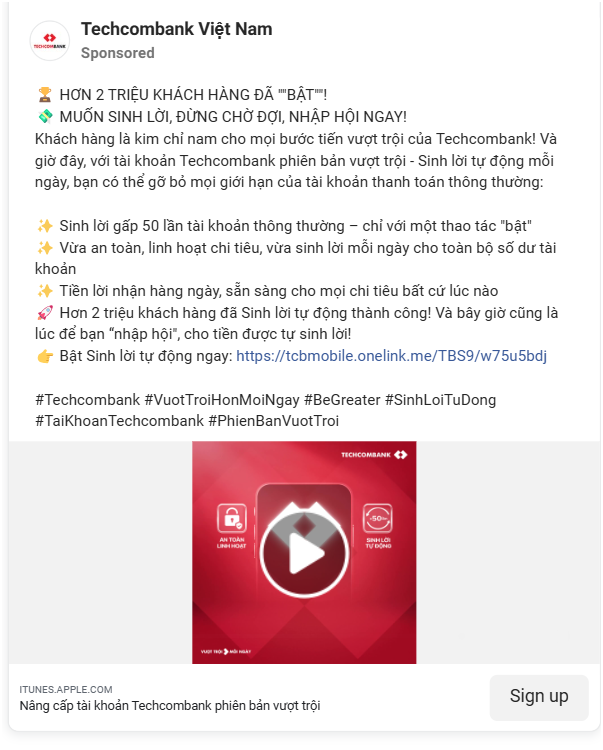 TECHCOMBANK
Techcombank Việt Nam
Sponsored
🏆 HƠN 2 TRIỆU KHÁCH HÀNG ĐÃ ""BẬT""!
💸 MUỐN SINH LỜI, ĐỪNG CHỜ ĐỢI, NHẬP HỘI NGAY!
Khách hàng là kim chỉ nam cho mọi bước tiến vượt trội của Techcombank! Và
giờ đây, với tài khoản Techcombank phiên bản vượt trội - Sinh lời tự động mỗi
ngày, bạn có thể gỡ bỏ mọi giới hạn của tài khoản thanh toán thông thường:
✨ Sinh lời gấp 50 lần tài khoản thông thường – chỉ với một thao tác "bật"
✨ Vừa an toàn, linh hoạt chi tiêu, vừa sinh lời mỗi ngày cho toàn bộ số dư tài
khoản
✨ Tiền lời nhận hàng ngày, sẵn sàng cho mọi chi tiêu bất cứ lúc nào
🚀 Hơn 2 triệu khách hàng đã Sinh lời tự động thành công! Và bây giờ cũng là
lúc để bạn “nhập hội", cho tiền được tự sinh lời!
👉 Bật Sinh lời tự động ngay: https://tcbmobile.onelink.me/TBS9/w75u5bdj
#Techcombank #VuotTroiHonMoiNgay #BeGreater #SinhLoiTuDong
#TaiKhoanTechcombank #PhienBanVuotTroi
TECHCOMBANK
AN TOÀN
LINH HOẠT
SINH LỜI
TỰ ĐỘNG
VƯỢT TRỘI MỖI NGÀY
ITUNES.APPLE.COM
Nâng cấp tài khoản Techcombank phiên bản vượt trội
Sign up